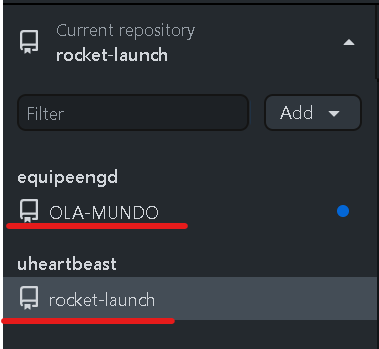 Current repository
rocket-launch
Filter
Add
equipeengd
OLA-MUNDO
uheartbeast
rocket-launch